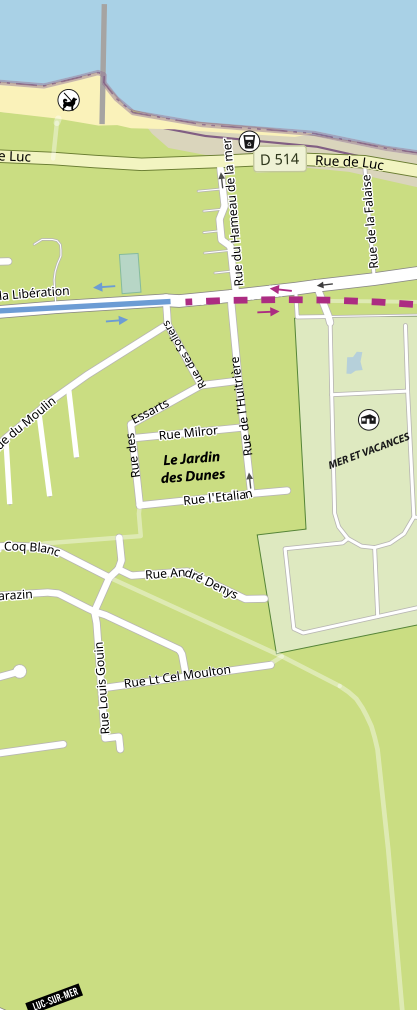 e Luc
D 514
Rue de Luc
Rue du Hameau de la mer
Rue de la Falaise
la Libération
Rue des Soliers
Rue de l'Huîtrière
ue du Moulin
Rue des
Essarts
Rue Milror
Le Jardin
des Dunes
MER ET VACANCES
Rue l'Etalian
Coq Blanc
Rue André Denys
arazin
Rue Louis Gouin
Rue Lt Cel Moulton
LUC-SUR-MER